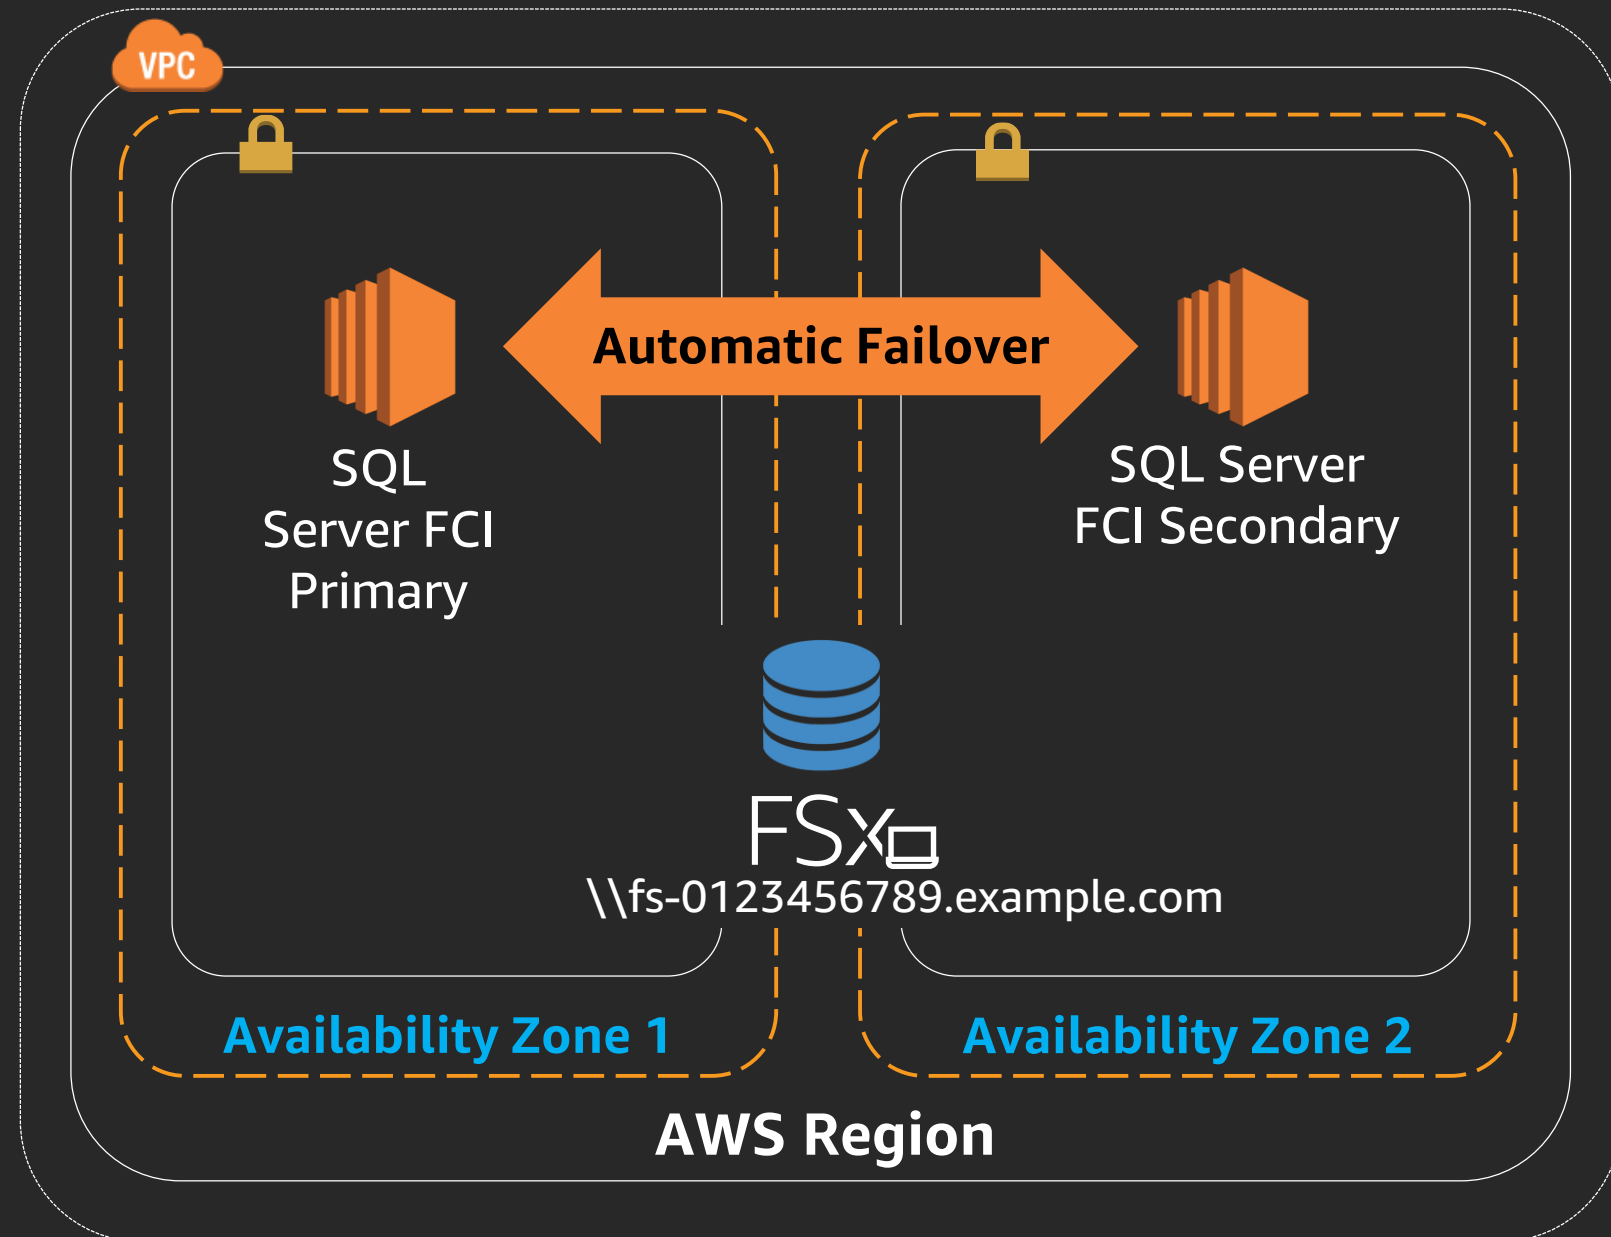 VPC
Automatic Failover
SQL
Server FCI
Primary
SQL Server
FCI Secondary
FSx
\\fs-0123456789.example.com
Availability Zone 1
Availability Zone 2
AWS Region